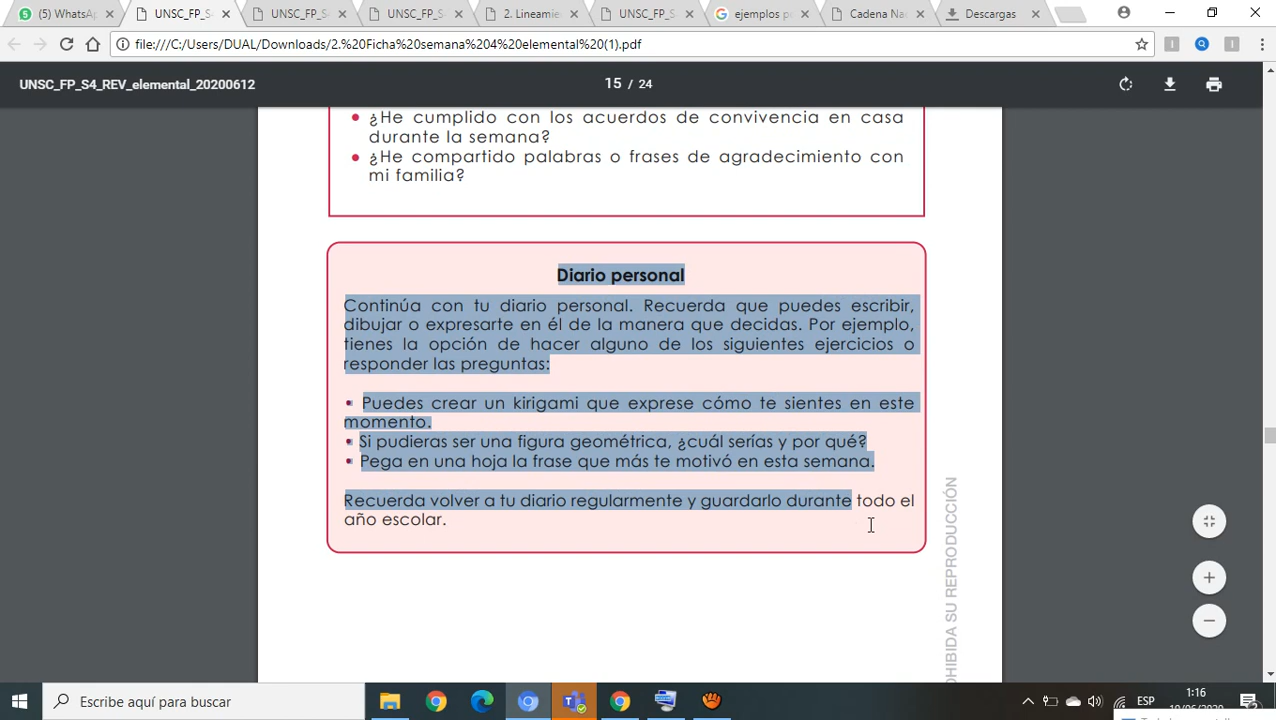 (5) WhatsA
UNSC_FP_S
UNSC_FP_S
UNSC_FP_S
2. Lineamie
UNSC_FP_S
ejemplos po
Cadena Na
Descargas
file:///C:/Users/DUAL/Downloads/2.%20Ficha%20semana%204%20elemental%20(1).pdf
UNSC_FP_S4_REV_elemental_20200612
15 / 24
• ¿He cumplido con los acuerdos de convivencia en casa
durante la semana?
• ¿He compartido palabras o frases de agradecimiento con
mi familia?
Diario personal
Continúa con tu diario personal. Recuerda que puedes escribir,
dibujar o expresarte en él de la manera que decidas. Por ejemplo,
tienes la opción de hacer alguno de los siguientes ejercicios o
responder las preguntas:
• Puedes crear un kirigami que exprese cómo te sientes en este
momento.
• Si pudieras ser una figura geométrica, ¿cuál serías y por qué?
• Pega en una hoja la frase que más te motivó en esta semana.
Recuerda volver a tu diario regularmente y guardarlo durante todo el
año escolar.
OHIBIDA SU REPRODUCCIÓN
Escribe aquí para buscar
ESP
1:16